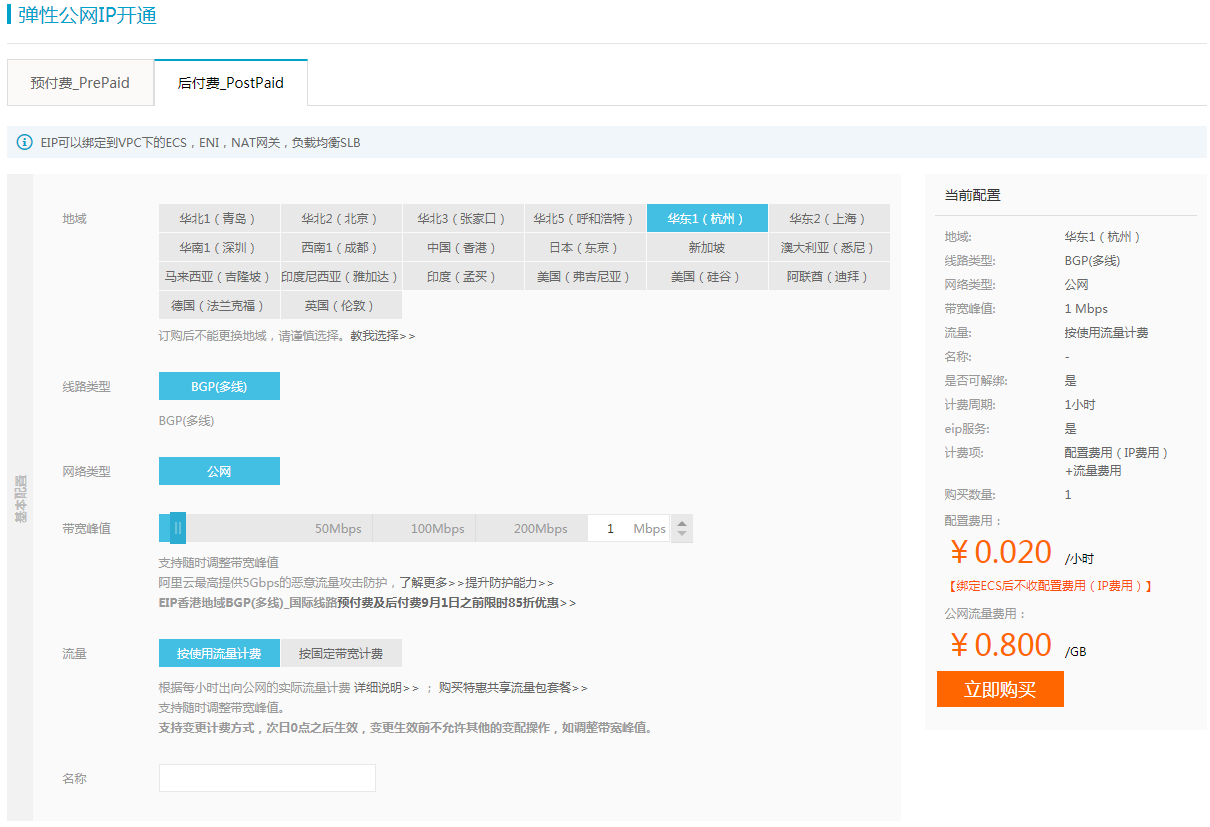 弹性公网IP开通
预付费_PrePaid
后付费_PostPaid
EIP可以绑定到VPC下的ECS，ENI，NAT网关，负载均衡SLB
基本配置
地域
华北1（青岛） 华北2（北京） 华北3（张家口） 华北5（呼和浩特） 华东1（杭州） 华东2（上海）
华南1（深圳） 西南1（成都） 中国（香港） 日本（东京） 新加坡 澳大利亚（悉尼）
马来西亚（吉隆坡） 印度尼西亚（雅加达） 印度（孟买） 美国（弗吉尼亚） 美国（硅谷） 阿联酋（迪拜）
德国（法兰克福） 英国（伦敦）
订购后不能更换地域，请谨慎选择。教我选择>>
线路类型
BGP(多线)
BGP(多线)
网络类型
公网
带宽峰值
50Mbps 100Mbps 200Mbps 1 Mbps
支持随时调整带宽峰值
阿里云最高提供5Gbps的恶意流量攻击防护，了解更多>>提升防护能力>>
EIP香港地域BGP(多线)_国际线路预付费及后付费9月1日之前限时85折优惠>>
流量
按使用流量计费 按固定带宽计费
根据每小时出向公网的实际流量计费 详细说明>> ； 购买特惠共享流量包套餐>>
支持随时调整带宽峰值。
支持变更计费方式，次日0点之后生效，变更生效前不允许其他的变配操作，如调整带宽峰值。
名称
当前配置
地域: 华东1（杭州）
线路类型: BGP(多线)
网络类型: 公网
带宽峰值: 1 Mbps
流量: 按使用流量计费
名称: -
是否可解绑: 是
计费周期: 1小时
eip服务: 是
计费项: 配置费用（IP费用）
+流量费用
购买数量: 1
配置费用：
￥0.020 /小时
【绑定ECS后不收配置费用（IP费用）】
公网流量费用：
￥0.800 /GB
立即购买